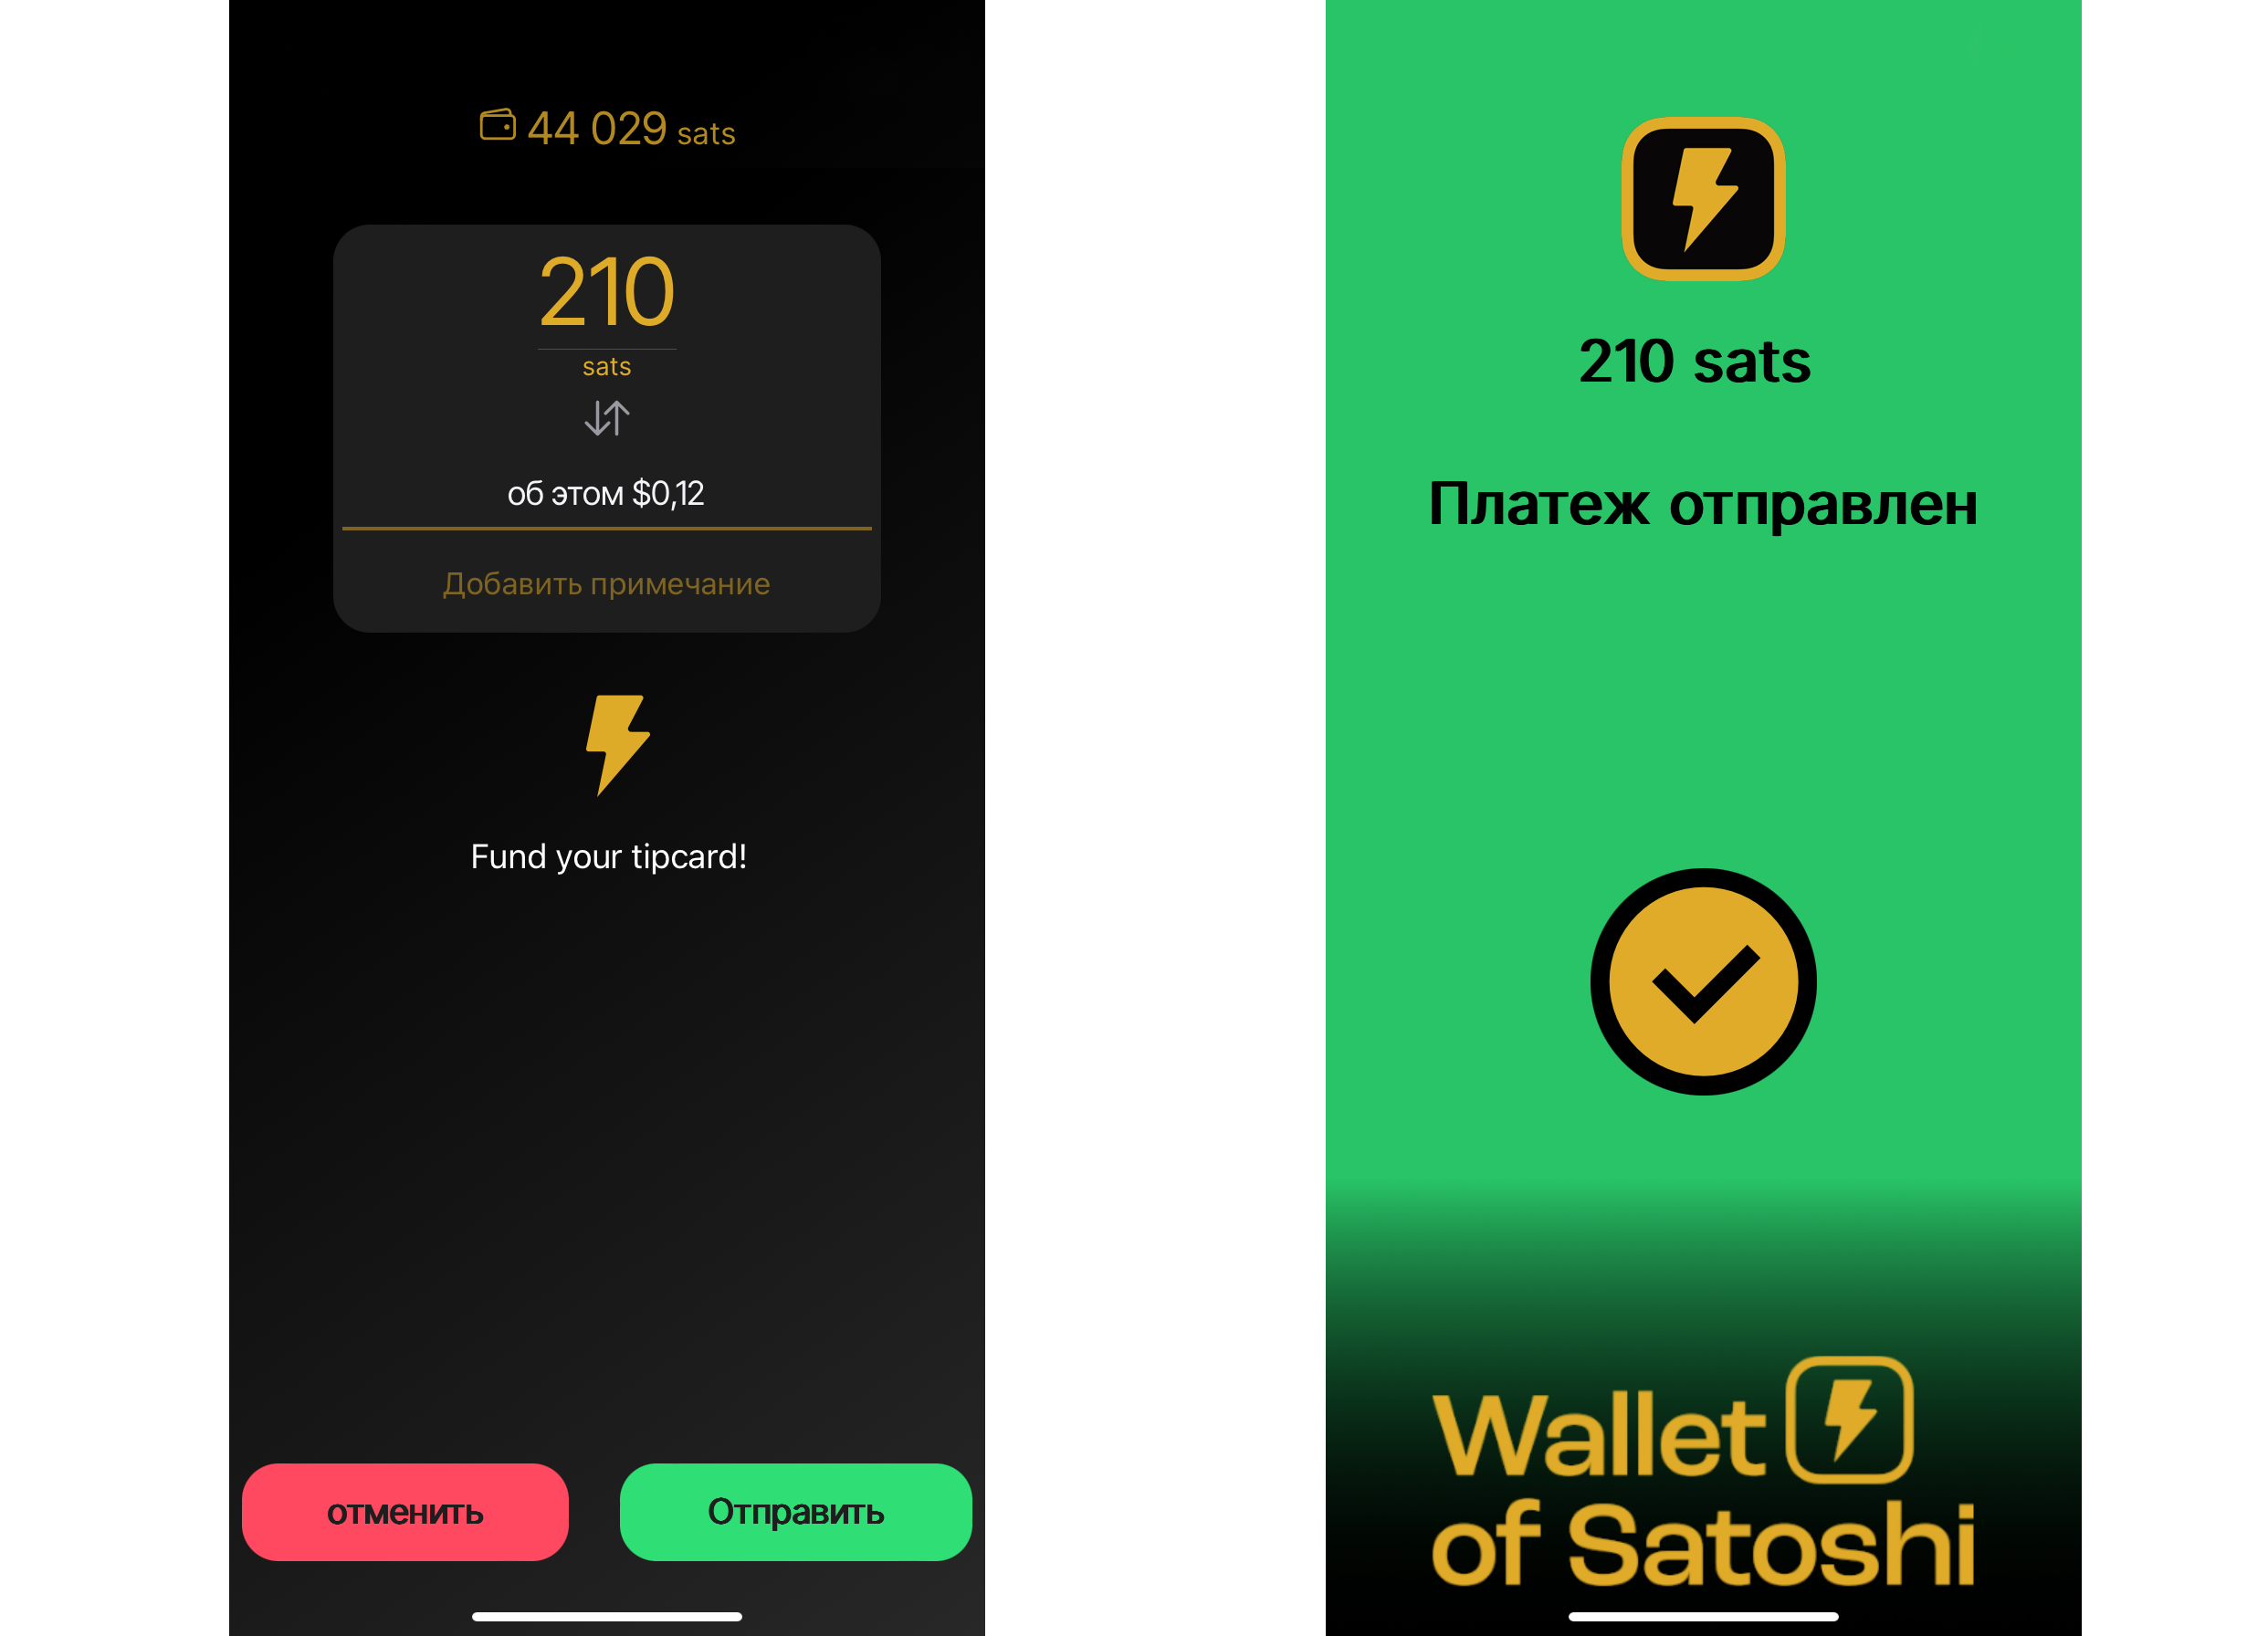 44 029 sats
210
sats
об этом $0,12
Добавить примечание
Fund your tipcard!
отменить
Отправить
210 sats
Платеж отправлен
Wallet
of Satoshi